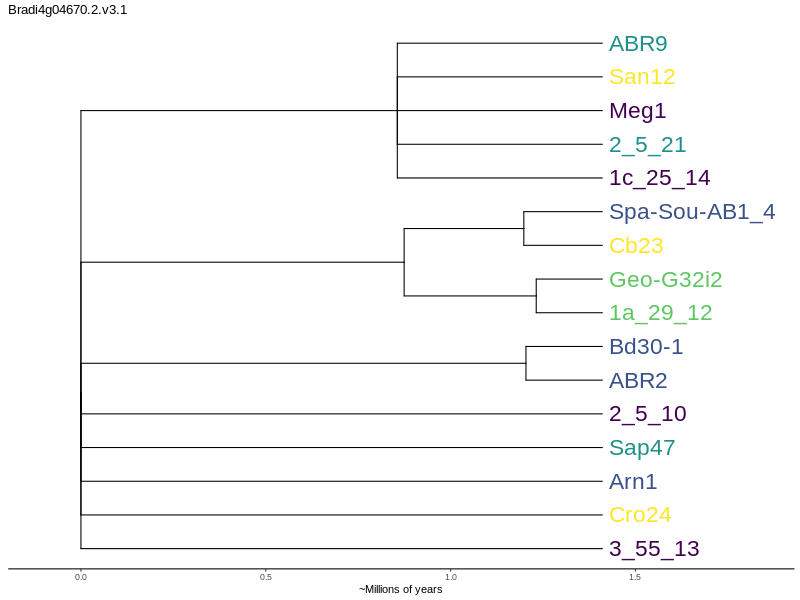 Bradi4g04670.2.v3.1
ABR9
San12
Meg1
2_5_21
1c_25_14
Spa-Sou-AB1_4
Cb23
Geo-G32i2
1a_29_12
Bd30-1
ABR2
2_5_10
Sap47
Arn1
Cro24
3_55_13
0.0 0.5 1.0 1.5
~Millions of years